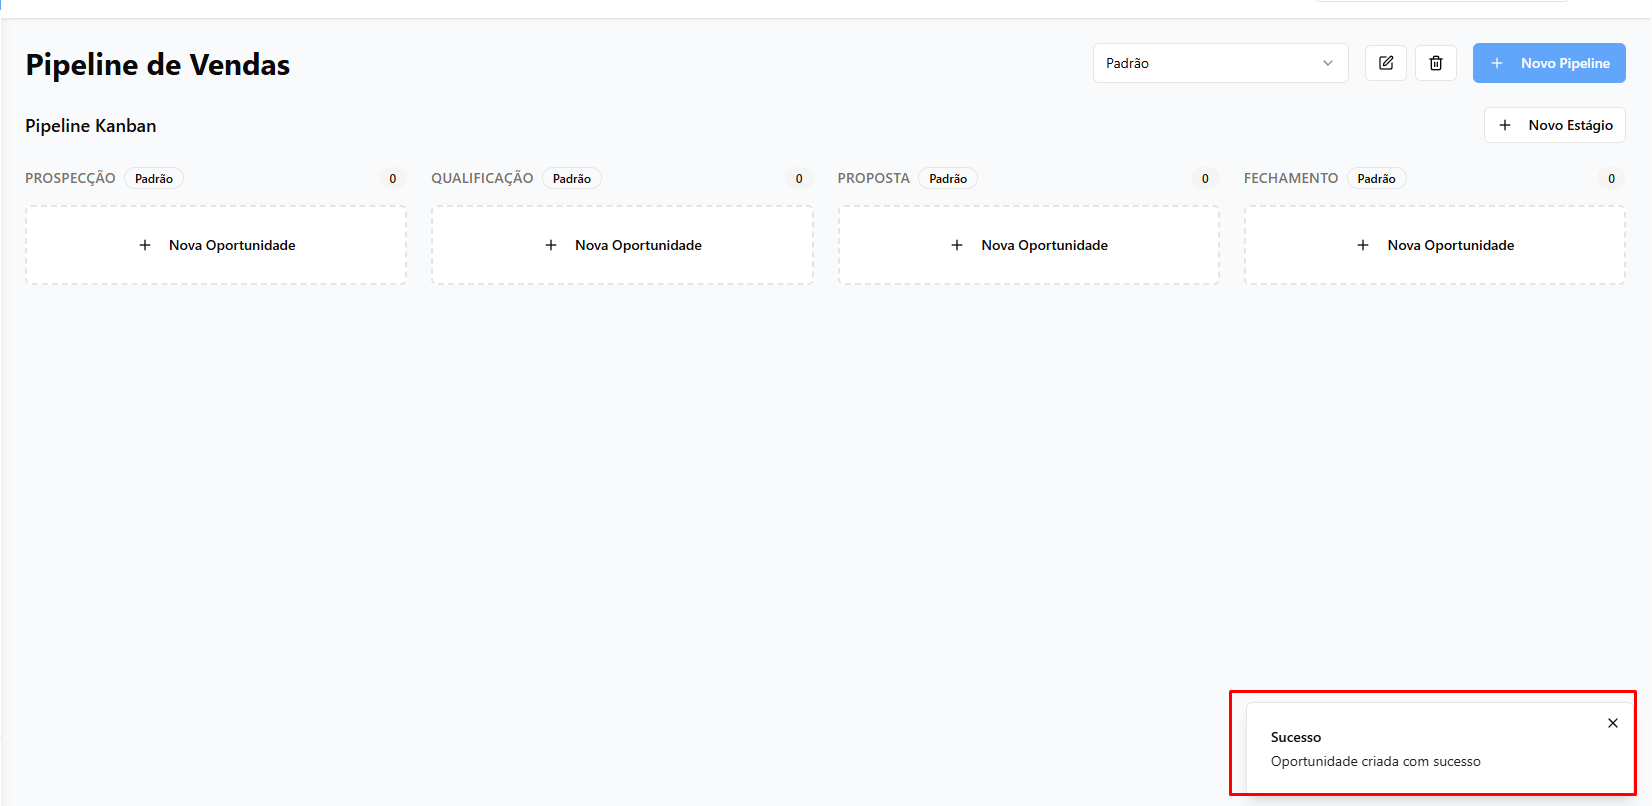 Pipeline de Vendas
Padrão
Novo Pipeline
Pipeline Kanban
Novo Estágio
PROSPECÇÃO Padrão 0
QUALIFICAÇÃO Padrão 0
PROPOSTA Padrão 0
FECHAMENTO Padrão 0
Nova Oportunidade
Nova Oportunidade
Nova Oportunidade
Nova Oportunidade
Sucesso
Oportunidade criada com sucesso